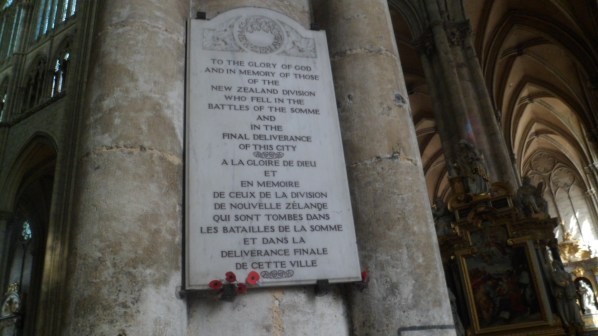 TO THE GLORY OF GOD
AND IN MEMORY OF THOSE
OF THE
NEW ZEALAND DIVISION
WHO FELL IN THE
BATTLES OF THE SOMME
AND
IN THE
FINAL DELIVERANCE
OF THIS CITY
A LA GLOIRE DE DIEU
ET
EN MEMOIRE
DE CEUX DE LA DIVISION
DE NOUVELLE ZÉLANDE
QUI SONT TOMBES DANS
LES BATAILLES DE LA SOMME
ET DANS LA
DELIVERANCE FINALE
DE CETTE VILLE